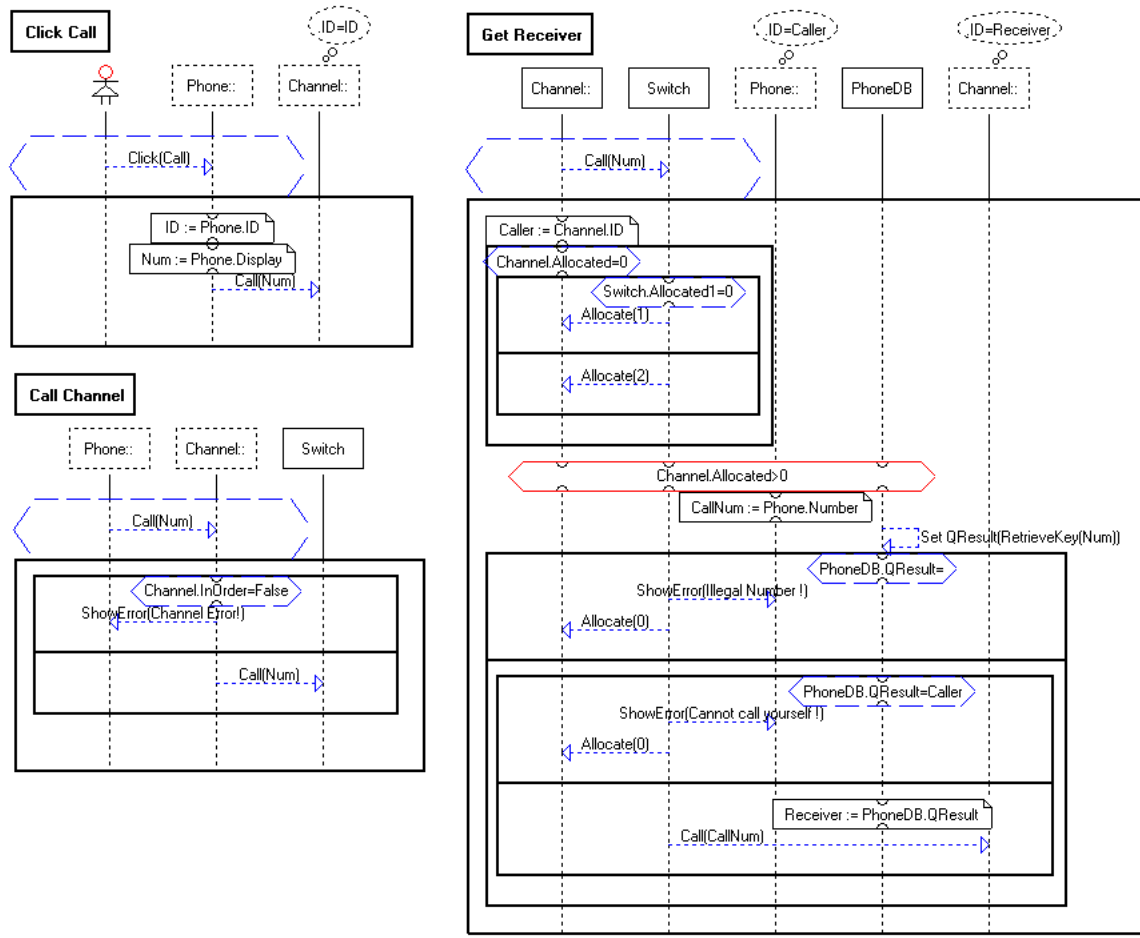 Click Call
.ID=ID
Phone::
Channel::
Click(Call)
ID := Phone.ID
Num := Phone.Display
Call(Num)
Call Channel
Phone::
Channel::
Switch
Call(Num)
Channel.InOrder=False
ShowError(Channel Error!)
Call(Num)
Get Receiver
.ID=Caller
.ID=Receiver
Channel::
Switch
Phone::
PhoneDB
Channel::
Call(Num)
Caller := Channel.ID
Channel.Allocated=0
Switch.Allocated1=0
Allocate(1)
Allocate(2)
Channel.Allocated>0
CallNum := Phone.Number
Set QResult(RetrieveKey(Num))
PhoneDB.QResult=
ShowError(Illegal Number !)
Allocate(0)
PhoneDB.QResult=Caller
ShowError(Cannot call yourself !)
Allocate(0)
Receiver := PhoneDB.QResult
Call(CallNum)